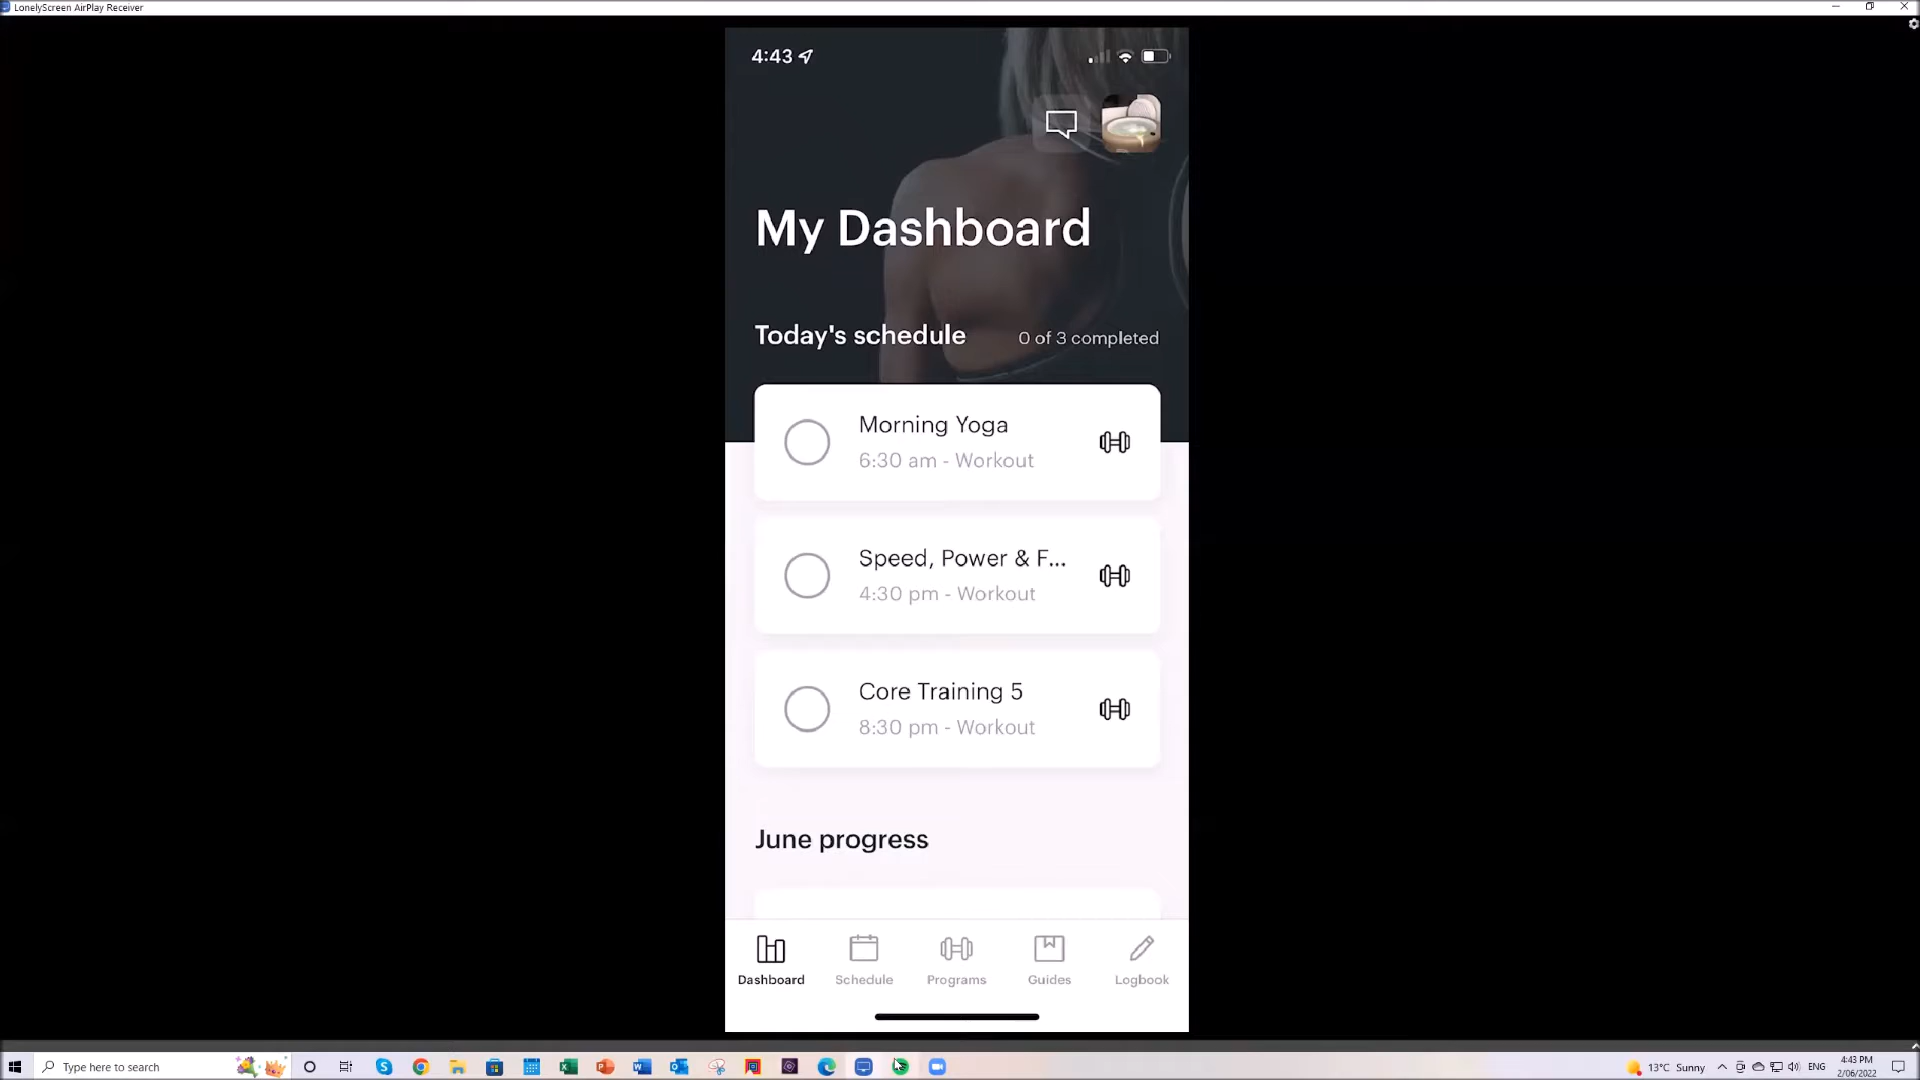 LonelyScreen AirPlay Receiver
4:43
My Dashboard
Today's schedule
0 of 3 completed
Morning Yoga
6:30 am - Workout
Speed, Power & F...
4:30 pm - Workout
Core Training 5
8:30 pm - Workout
June progress
Dashboard
Schedule
Programs
Guides
Logbook
Type here to search
13°C Sunny
ENG
4:43 PM
2/06/2022